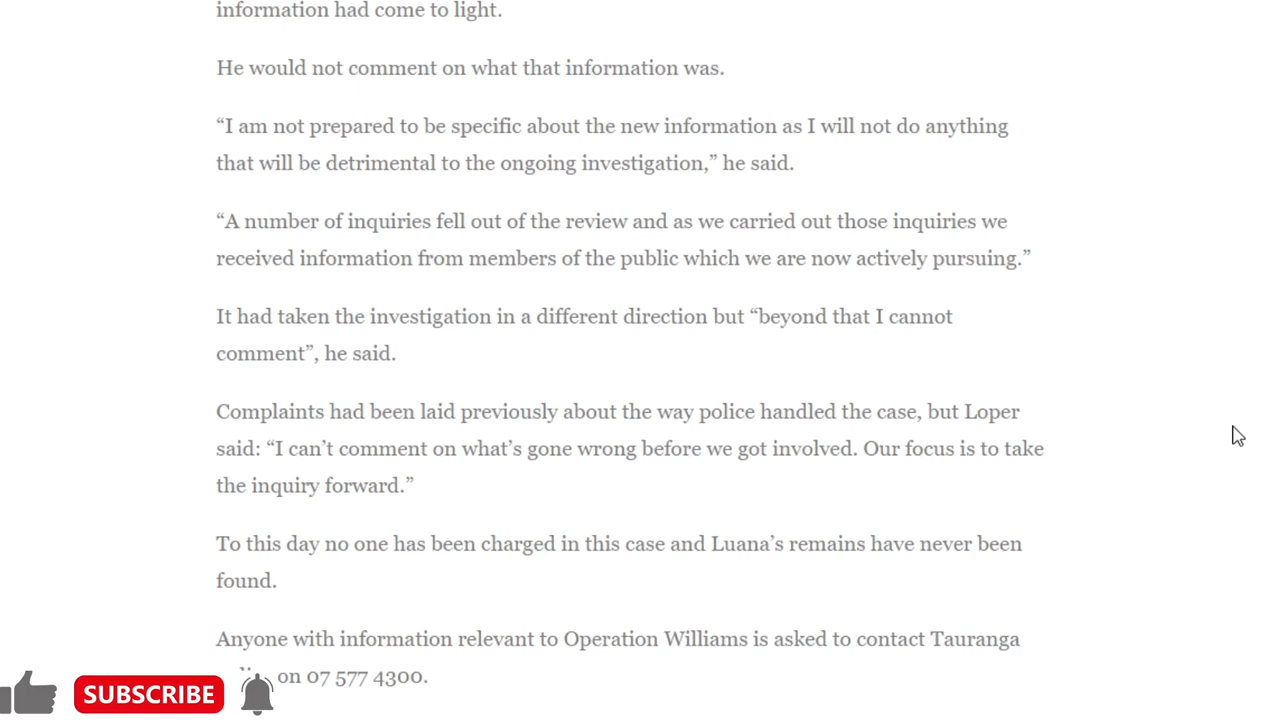 information had come to light.
He would not comment on what that information was.
“I am not prepared to be specific about the new information as I will not do anything
that will be detrimental to the ongoing investigation,” he said.
“A number of inquiries fell out of the review and as we carried out those inquiries we
received information from members of the public which we are now actively pursuing.”
It had taken the investigation in a different direction but “beyond that I cannot
comment”, he said.
Complaints had been laid previously about the way police handled the case, but Loper
said: “I can’t comment on what’s gone wrong before we got involved. Our focus is to take
the inquiry forward.”
To this day no one has been charged in this case and Luana’s remains have never been
found.
Anyone with information relevant to Operation Williams is asked to contact Tauranga
on 07 577 4300.
SUBSCRIBE